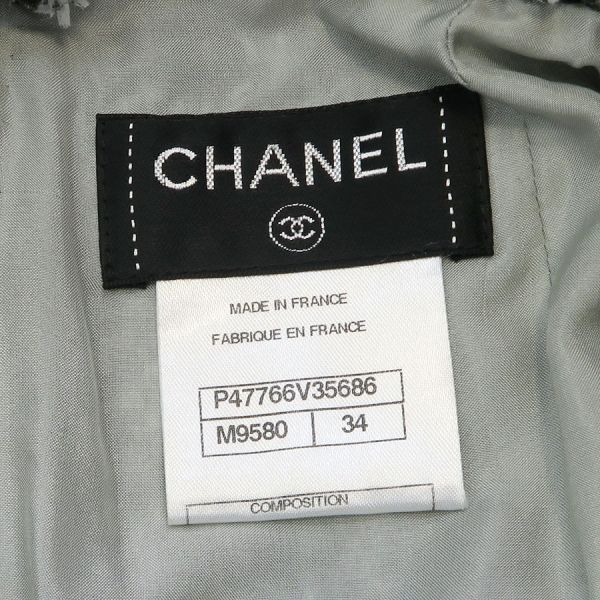 CHANEL
MADE IN FRANCE
FABRIQUE EN FRANCE
P47766V35686
M9580 34
COMPOSITION